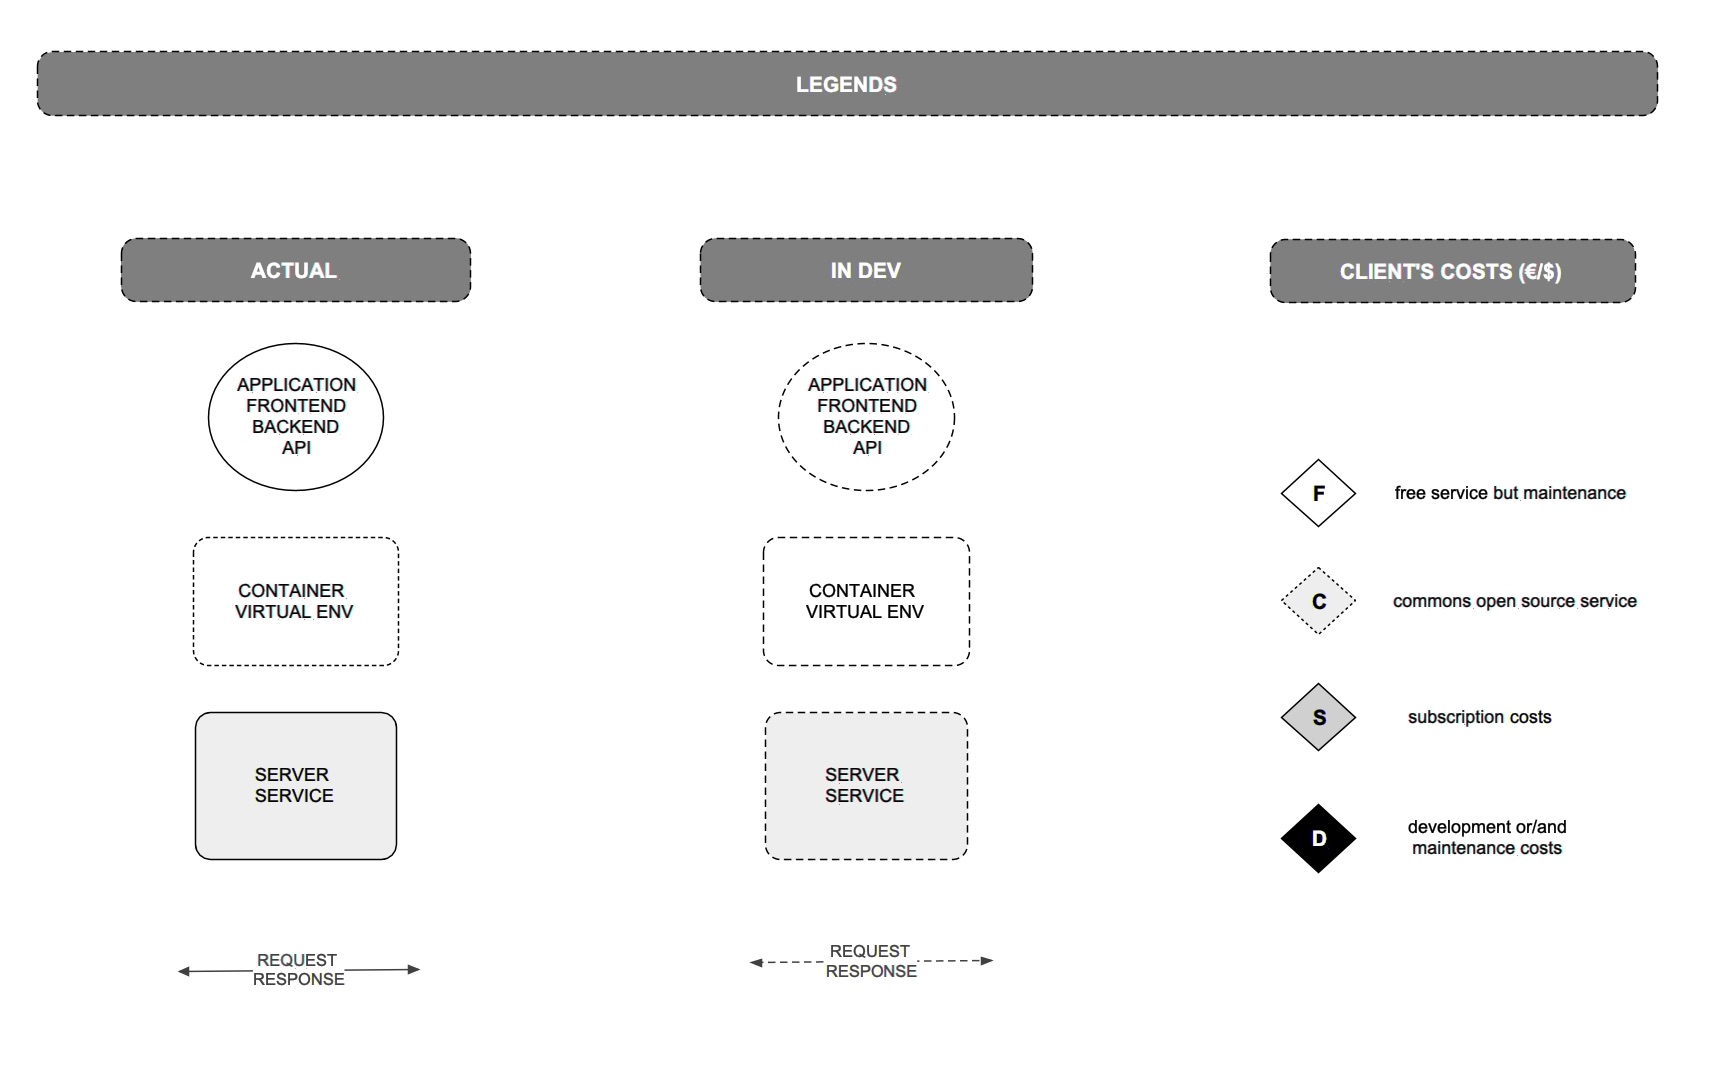 LEGENDS
ACTUAL
APPLICATION
FRONTEND
BACKEND
API
CONTAINER
VIRTUAL ENV
SERVER
SERVICE
REQUEST
RESPONSE
IN DEV
APPLICATION
FRONTEND
BACKEND
API
CONTAINER
VIRTUAL ENV
SERVER
SERVICE
REQUEST
RESPONSE
CLIENT'S COSTS (€/$)
F free service but maintenance
C commons open source service
S subscription costs
D development or/and
maintenance costs